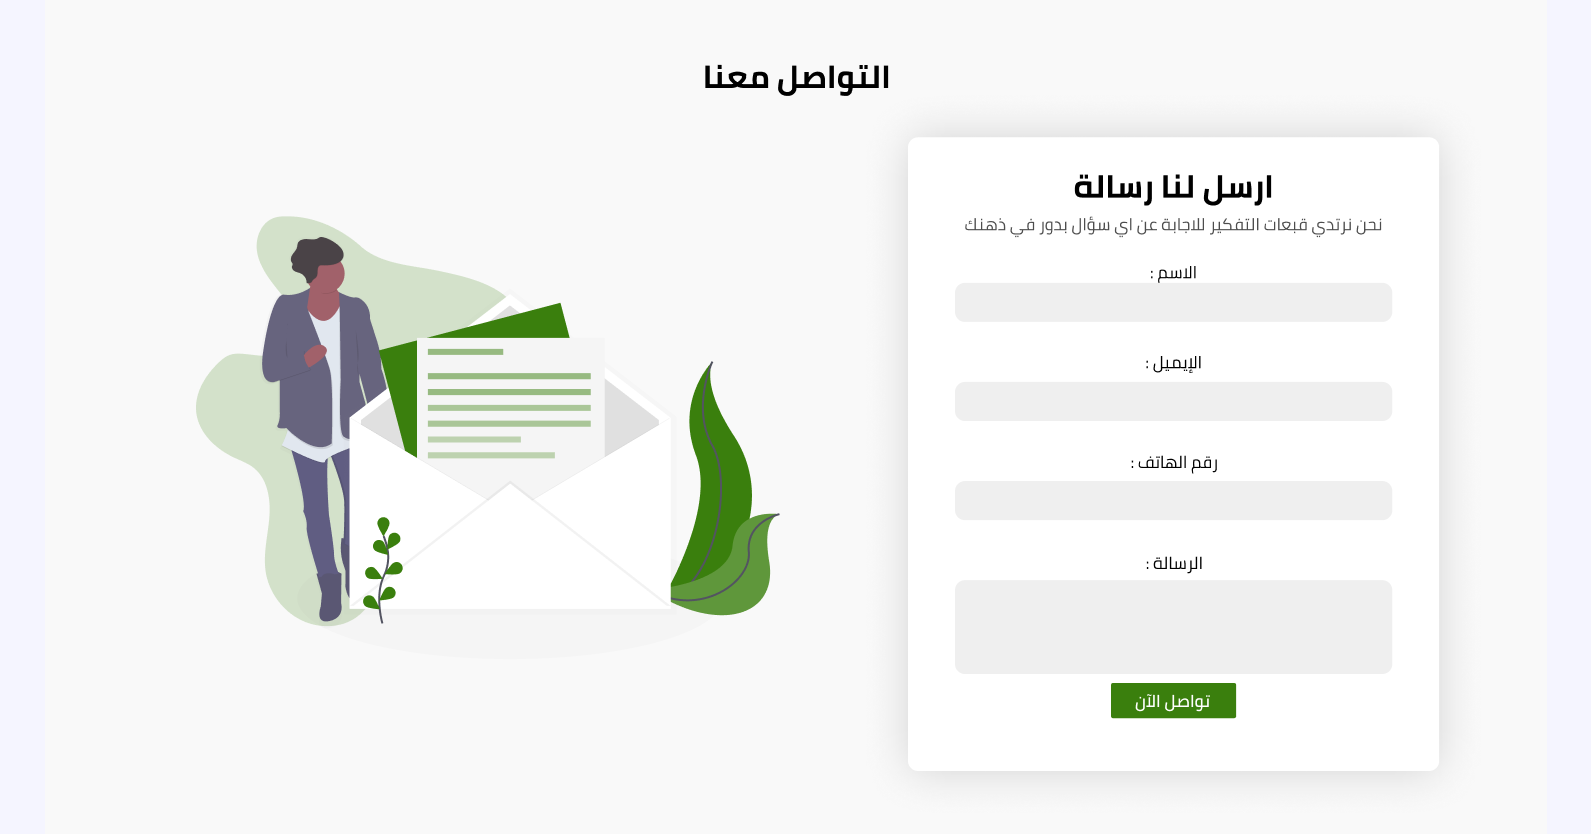 التواصل معنا
ارسل لنا رسالة
نحن نرتدي قبعات التفكير للاجابة عن اي سؤال بدور في ذهنك
الاسم :
الإيميل :
رقم الهاتف :
الرسالة :
تواصل الآن